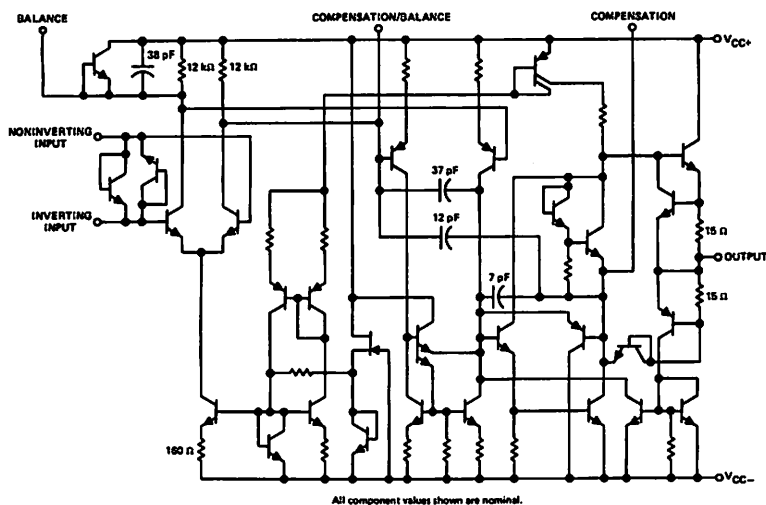 BALANCE
COMPENSATION/BALANCE
COMPENSATION
VCC+
38 pF
12 kΩ
12 kΩ
NONINVERTING
INPUT
INVERTING
INPUT
37 pF
12 pF
7 pF
15 Ω
OUTPUT
15 Ω
160 Ω
VCC−
All component values shown are nominal.